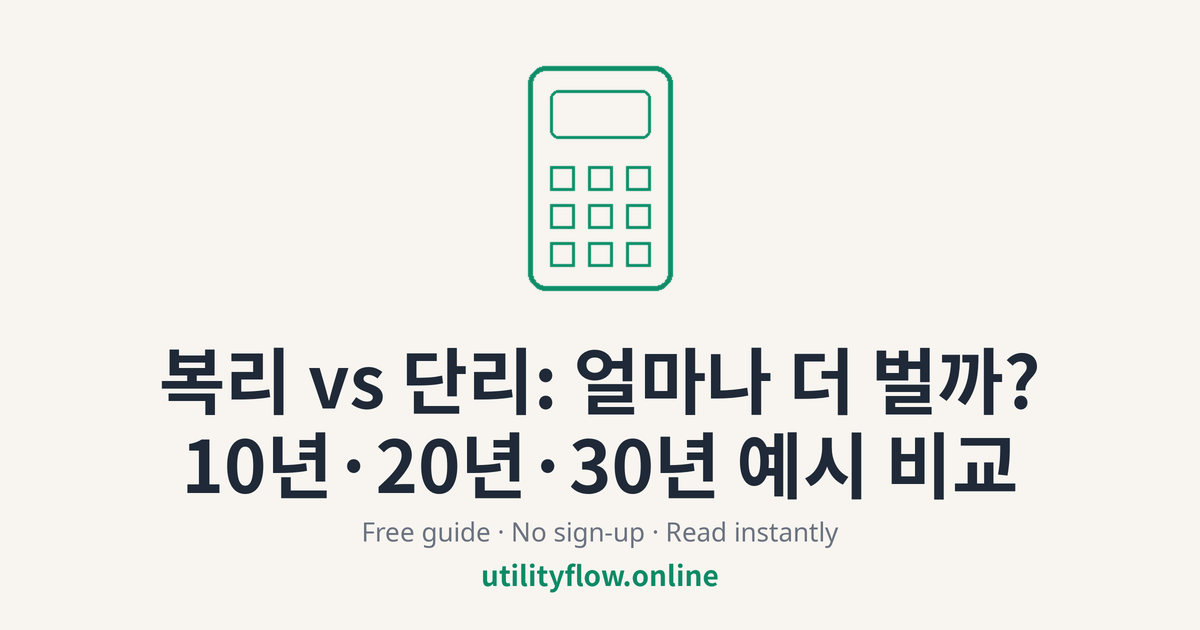 복리 vs 단리: 얼마나 더 벌까?
10년·20년·30년 예시 비교
Free guide · No sign-up · Read instantly
utilityflow.online